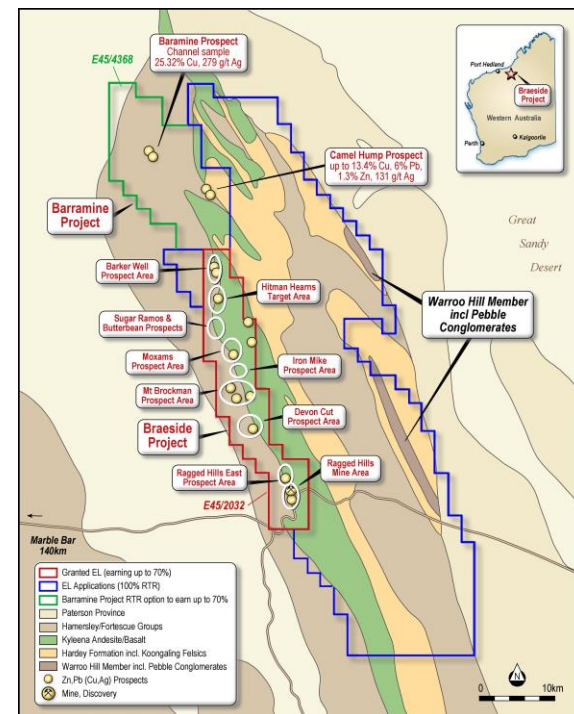 E45/4368
Baramine Prospect
Channel sample
25.32% Cu, 279 g/t Ag
Port Hedland
Braeside
Project
Western Australia
Perth
Kalgoorlie
Camel Hump Prospect
up to 13.4% Cu, 6% Pb,
1.3% Zn, 131 g/t Ag
Barramine
Project
Great
Sandy
Desert
Barker Well
Prospect Area
Hitman Hearns
Target Area
Warroo Hill Member
incl Pebble
Conglomerates
Sugar Ramos &
Butterbean Prospects
Moxams
Prospect Area
Iron Mike
Prospect Area
Mt Brockman
Prospect Area
Devon Cut
Prospect Area
Braeside
Project
Ragged Hills East
Prospect Area
Ragged Hills
Mine Area
E45/2032
Marble Bar
140km
Granted EL (earning up to 70%)
EL Applications (100% RTR)
Barramine Project RTR option to earn up to 70%
Paterson Province
Hamersley/Fortescue Groups
Kyleena Andesite/Basalt
Hardey Formation incl. Koongaling Felsics
Warroo Hill Member incl. Pebble Conglomerates
Zn,Pb (Cu,Ag) Prospects
Mine, Discovery
N
0
10km